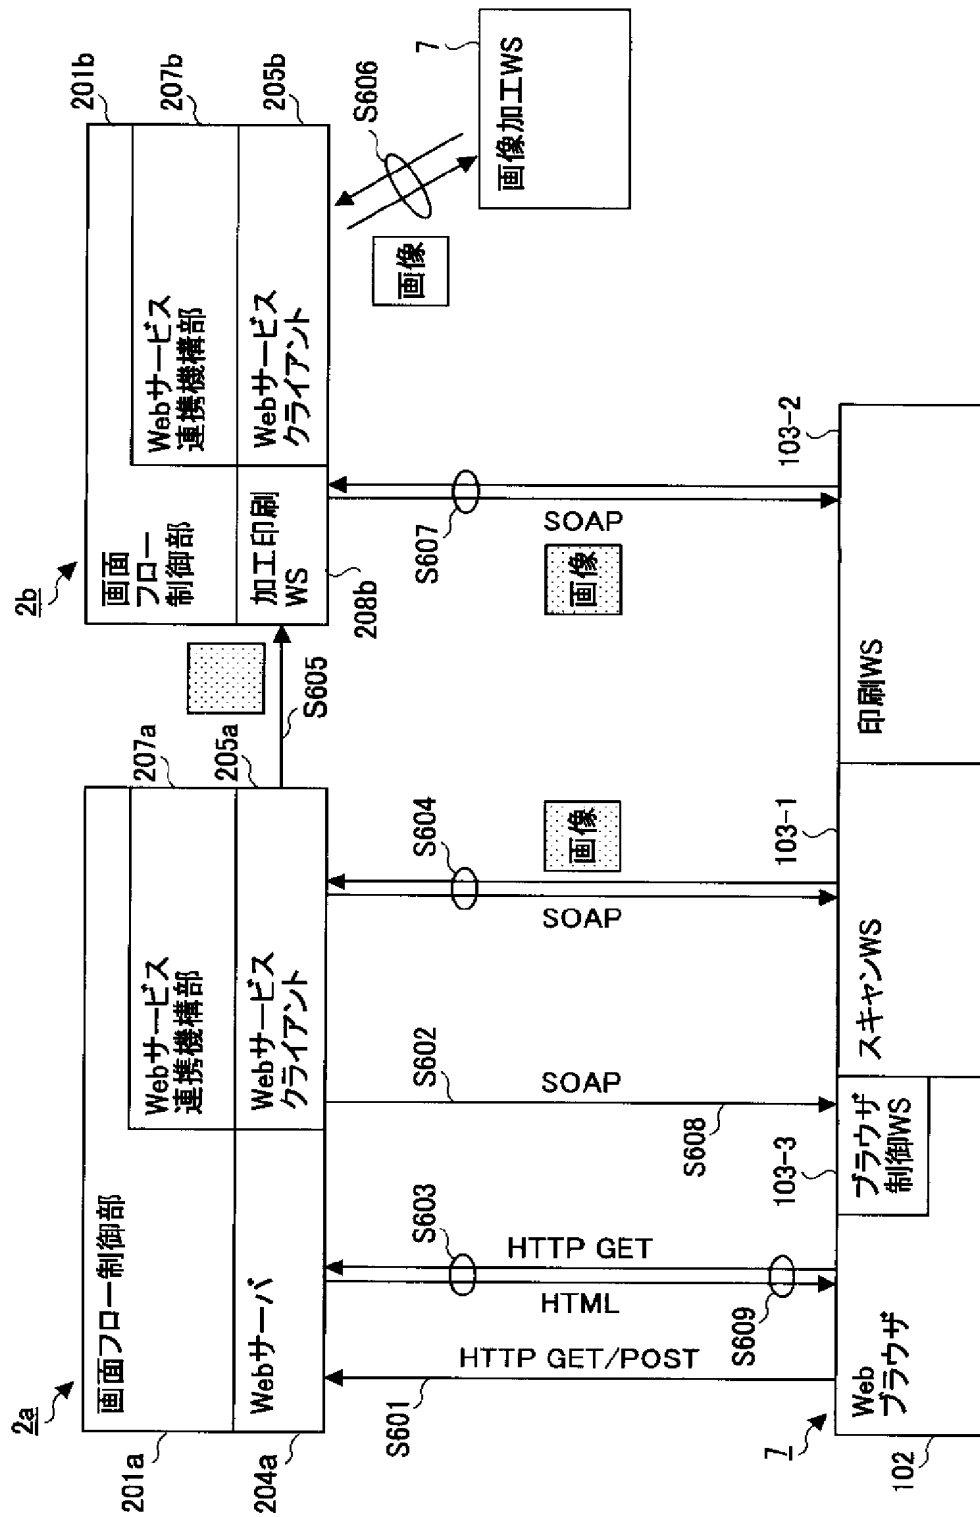 2a
201a
画面フロー制御部
Webサービス
連携機構部
207a
204a
Webサーバ
Webサービス
クライアント
205a
S605
2b
画面
フロー
制御部
201b
Webサービス
連携機構部
207b
加工印刷
WS
208b
Webサービス
クライアント
205b
S606
画像
7
画像加工WS
S601
HTTP GET/POST
S603
HTTP GET
HTML
S609
S602
SOAP
S608
S604
SOAP
画像
S607
SOAP
画像
7
102
Web
ブラウザ
103-3
ブラウザ
制御WS
103-1
スキャンWS
103-2
印刷WS